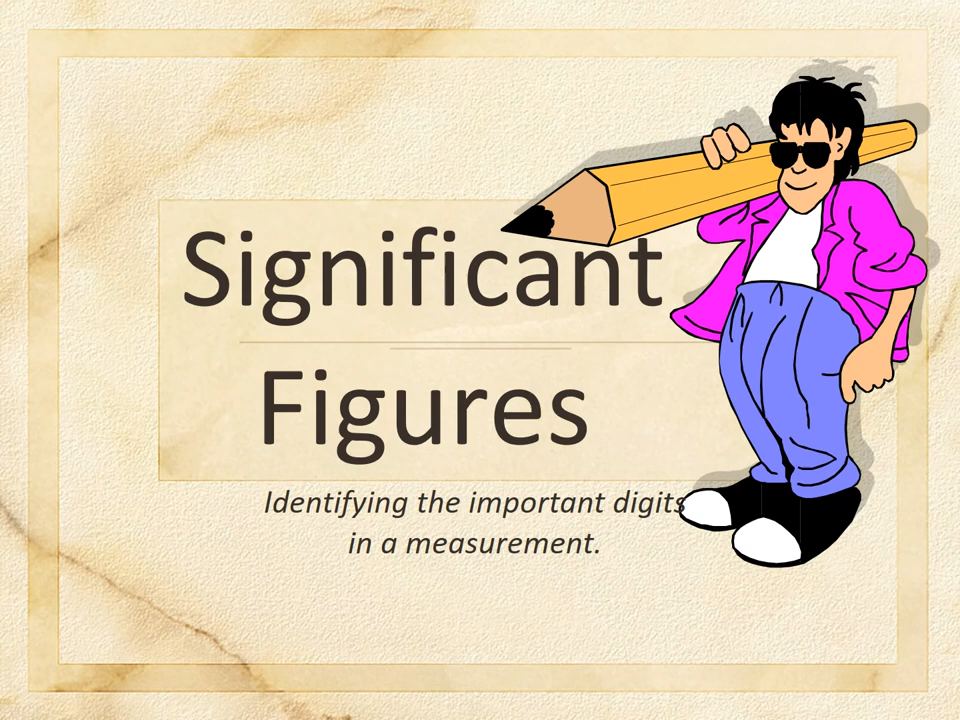 Significant
Figures
Identifying the important digits
in a measurement.